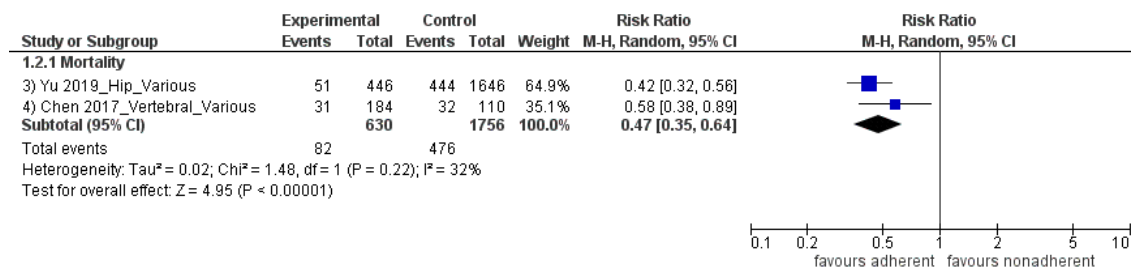 Experimental Control Risk Ratio Risk Ratio
Study or Subgroup Events Total Events Total Weight M-H, Random, 95% CI M-H, Random, 95% CI
1.2.1 Mortality
3) Yu 2019_Hip_Various 51 446 444 1646 64.9% 0.42 [0.32, 0.56]
4) Chen 2017_Vertebral_Various 31 184 32 110 35.1% 0.58 [0.38, 0.89]
Subtotal (95% CI) 630 1756 100.0% 0.47 [0.35, 0.64]
Total events 82 476
Heterogeneity: Tau² = 0.02; Chi² = 1.48, df = 1 (P = 0.22); I² = 32%
Test for overall effect: Z = 4.95 (P < 0.00001)
0.1 0.2 0.5 1 2 5 10
favours adherent favours nonadherent